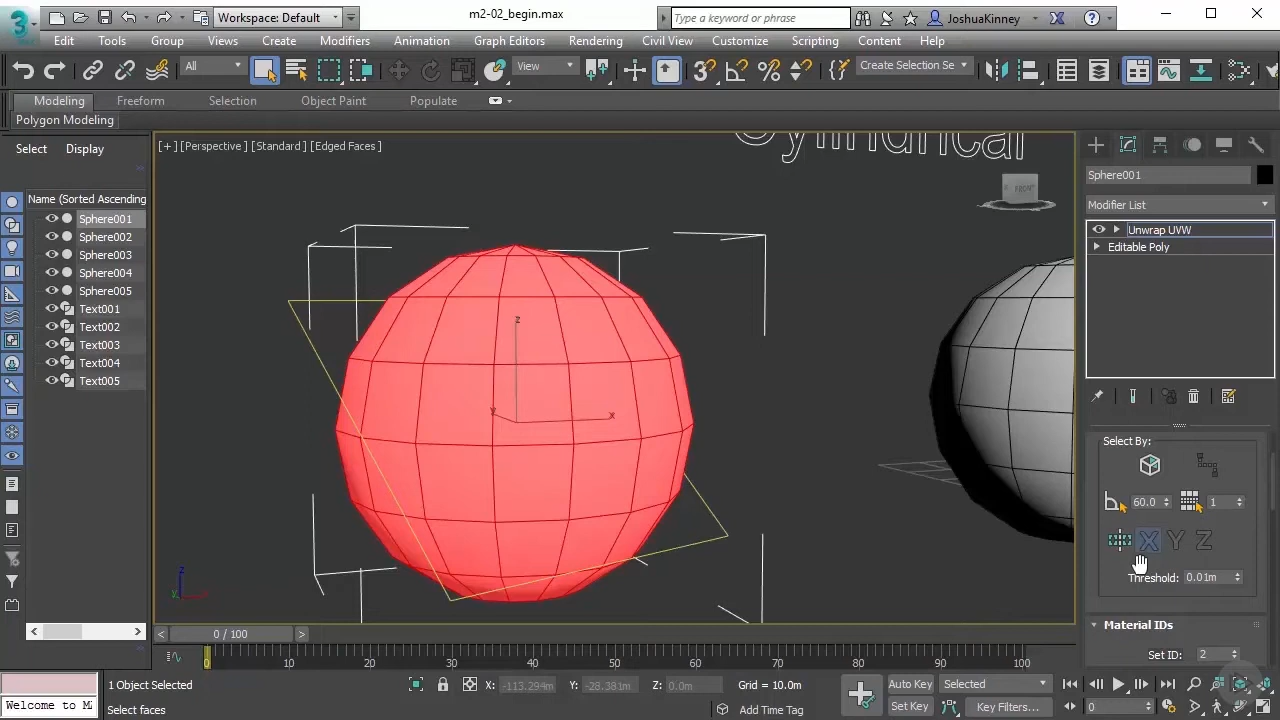 3
Workspace: Default
m2-02_begin.max
Type a keyword or phrase
JoshuaKinney
Edit Tools Group Views Create Modifiers Animation Graph Editors Rendering Civil View Customize Scripting Content Help
All
View
Create Selection Se
Modeling Freeform Selection Object Paint Populate
Polygon Modeling
Select Display
Name (Sorted Ascending
Sphere001
Sphere002
Sphere003
Sphere004
Sphere005
Text001
Text002
Text003
Text004
Text005
[+] [Perspective] [Standard] [Edged Faces]
Cylindrical
FRONT
z
y
x
Sphere001
Modifier List
Unwrap UVW
Editable Poly
Select By:
60.0
1
X Y Z
Threshold: 0.01m
Material IDs
Set ID: 2
z
y
0 / 100
0 10 20 30 40 50 60 70 80 90 100
1 Object Selected
X: -113.294m Y: -28.381m Z: 0.0m
Grid = 10.0m
Auto Key
Selected
Welcome to MA
Select faces
Add Time Tag
Set Key
Key Filters...
0